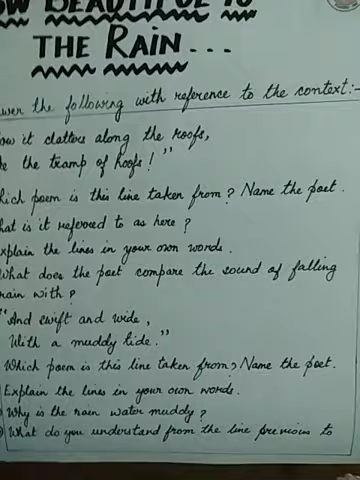 BEAUTIFUL IS
THE RAIN...
the following with reference to the context:-
it clatters along the roofs,
the tramp of hoofs!"
poem is this line taken from? Name the poet.
is it referred to as here?
Explain the lines in your own words.
What does the poet compare the sound of falling
rain with?
"And swift and wide,
With a muddy tide."
Which poem is this line taken from? Name the poet.
Explain the lines in your own words.
Why is the rain water muddy?
What do you understand from the line previous to